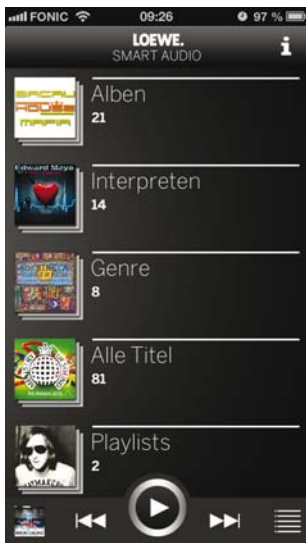 FONIC 09:26 97 %
LOEWE.
SMART AUDIO
i
Alben
21
Edward Maya
Interpreten
14
Genre
8
Alle Titel
81
Playlists
2